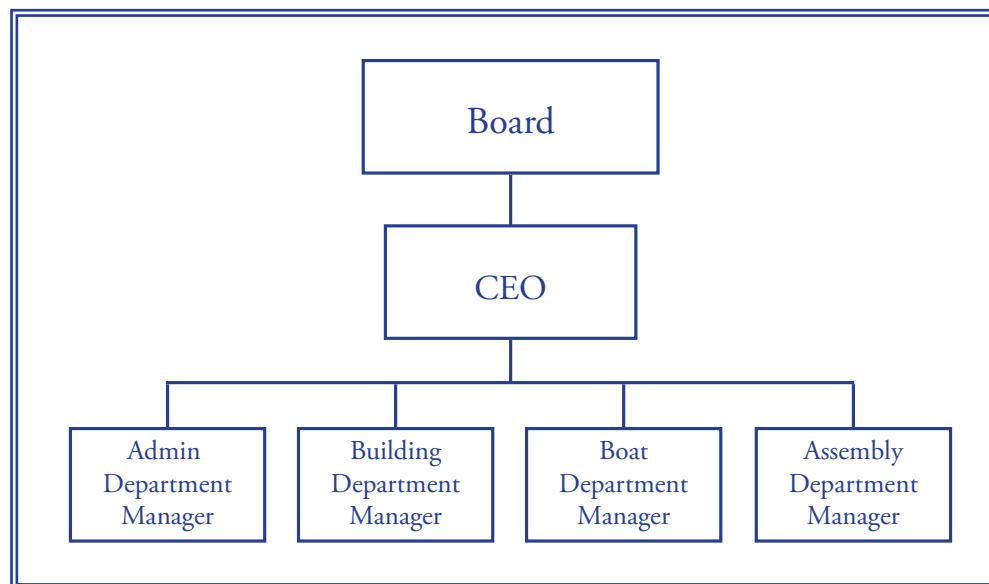 Board
CEO
Admin
Department
Manager
Building
Department
Manager
Boat
Department
Manager
Assembly
Department
Manager